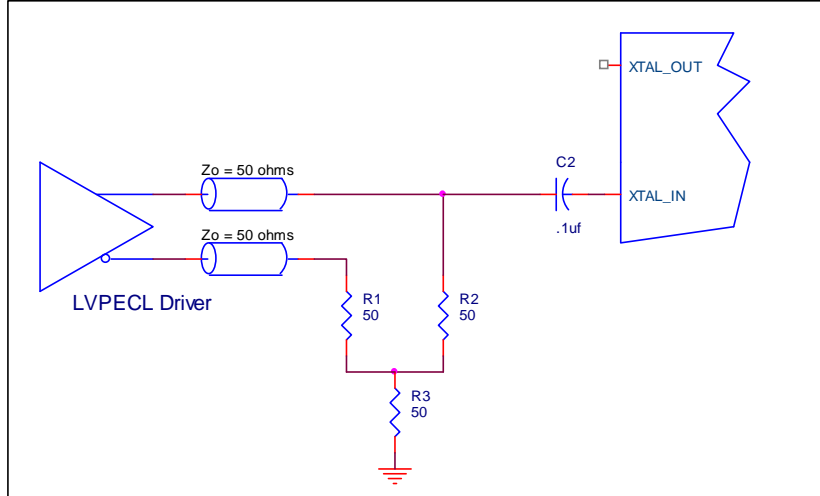 XTAL_OUT
C2
Zo = 50 ohms
XTAL_IN
.1uf
Zo = 50 ohms
LVPECL Driver
R1
50
R2
50
R3
50